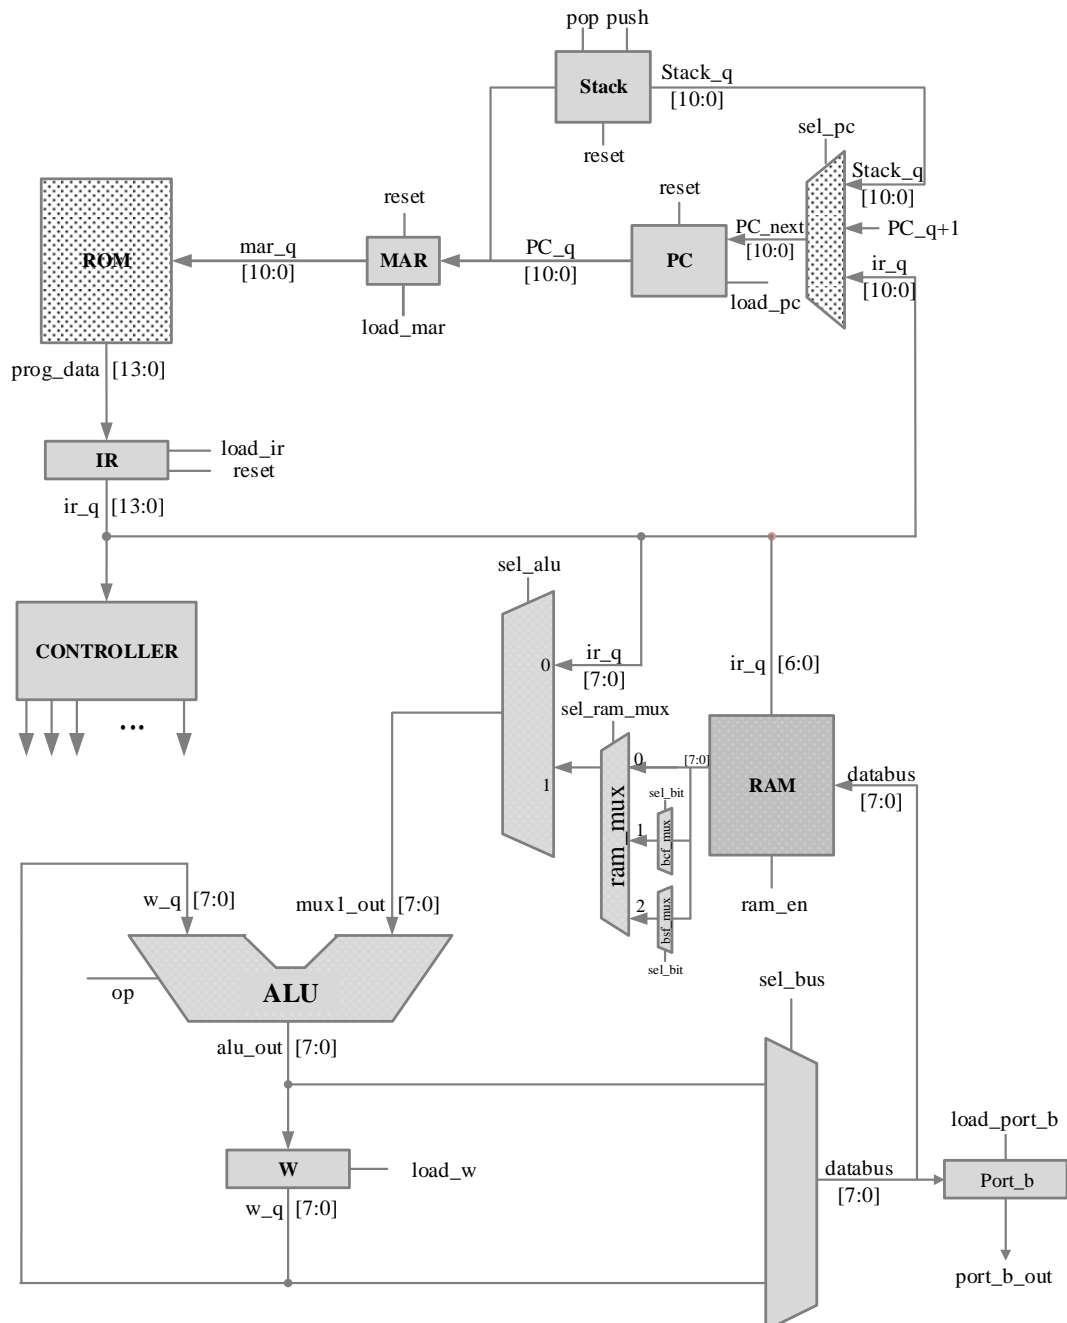 pop push
Stack
Stack_q
[10:0]
reset
sel_pc
Stack_q
[10:0]
PC_q+1
ir_q
[10:0]
PC_next
[10:0]
reset
PC
load_pc
PC_q
[10:0]
reset
MAR
load_mar
mar_q
[10:0]
ROM
prog_data [13:0]
IR
load_ir
reset
ir_q [13:0]
CONTROLLER
...
sel_alu
0
1
ir_q
[7:0]
sel_ram_mux
ram_mux
0
1
2
[7:0]
sel_bit
bcf_mux
bsf_mux
sel_bit
ir_q [6:0]
RAM
databus
[7:0]
ram_en
w_q [7:0]
mux1_out [7:0]
op
ALU
alu_out [7:0]
W
load_w
w_q [7:0]
sel_bus
databus
[7:0]
load_port_b
Port_b
port_b_out